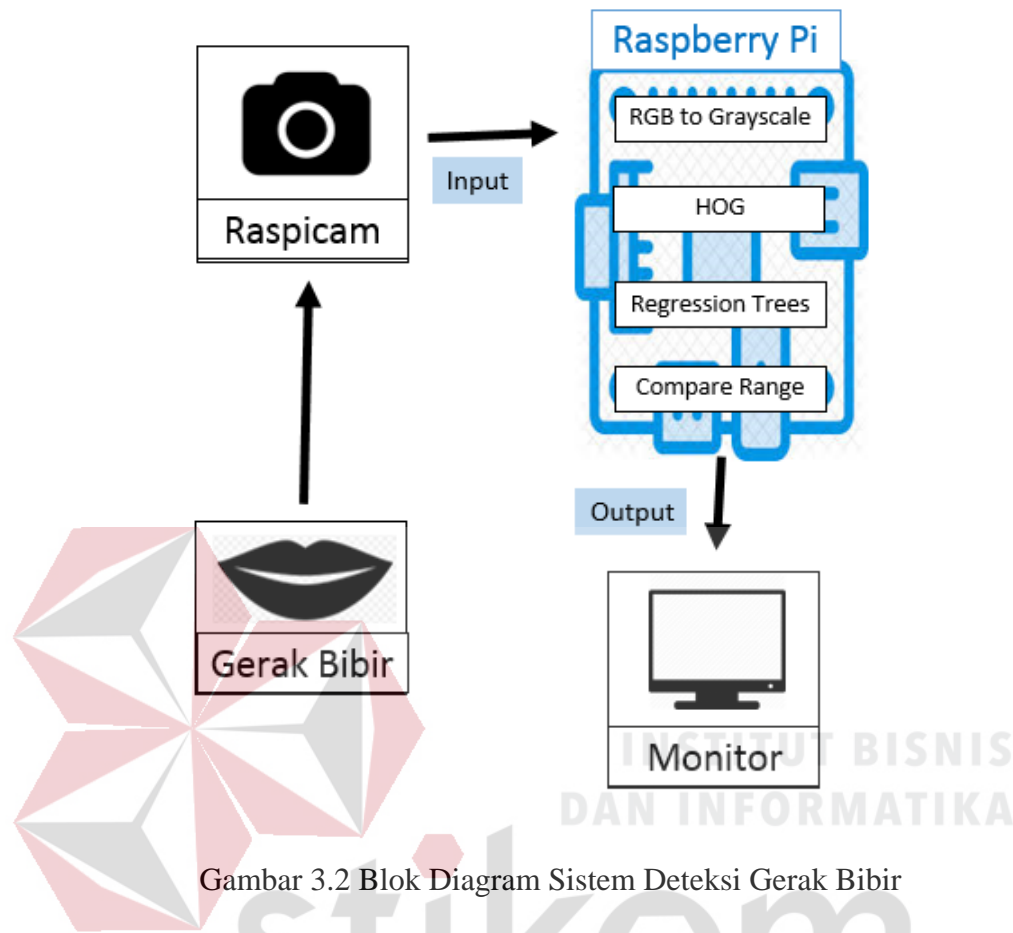 Raspberry Pi
RGB to Grayscale
HOG
Regression Trees
Compare Range
Input
Raspicam
Output
Gerak Bibir
Monitor
INSTITUT BISNIS
DAN INFORMATIKA
Gambar 3.2 Blok Diagram Sistem Deteksi Gerak Bibir
stikom